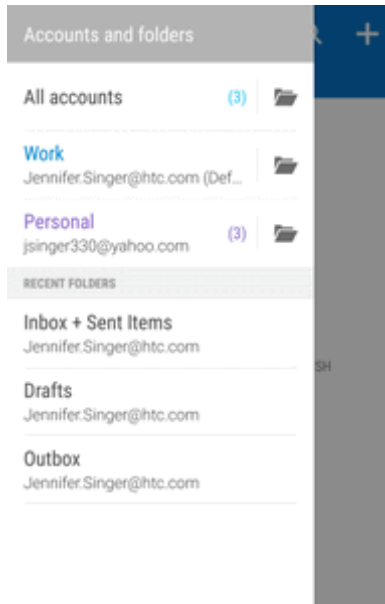 Accounts and folders
All accounts (3)
Work
Jennifer.Singer@htc.com (Def...
Personal
jsinger330@yahoo.com (3)
RECENT FOLDERS
Inbox + Sent Items
Jennifer.Singer@htc.com
SH
Drafts
Jennifer.Singer@htc.com
Outbox
Jennifer.Singer@htc.com